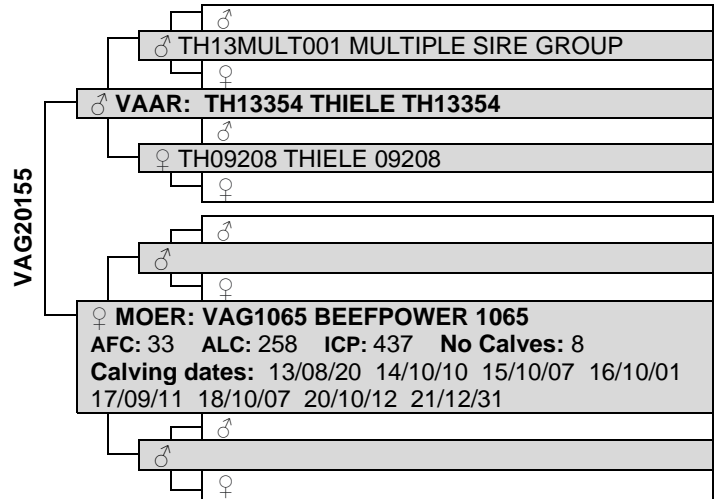 ♂
♂ TH13MULT001 MULTIPLE SIRE GROUP
♀
♂ VAAR: TH13354 THIELE TH13354
♂
♀ TH09208 THIELE 09208
♀
VAG20155
♂
♂
♀
♀ MOER: VAG1065 BEEFPOWER 1065
AFC: 33 ALC: 258 ICP: 437 No Calves: 8
Calving dates: 13/08/20 14/10/10 15/10/07 16/10/01
17/09/11 18/10/07 20/10/12 21/12/31
♂
♂
♀